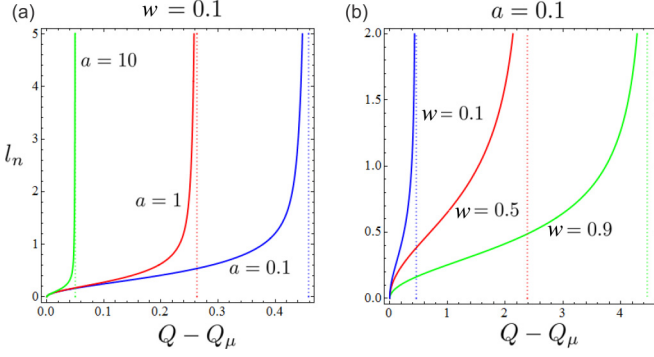 (a) w = 0.1
5
4
3
2
1
0
l_n
a = 10
a = 1
a = 0.1
0.0 0.1 0.2 0.3 0.4
Q − Q_μ
(b) a = 0.1
2.0
1.5
1.0
0.5
0.0
w = 0.1
w = 0.5
w = 0.9
0 1 2 3 4
Q − Q_μ